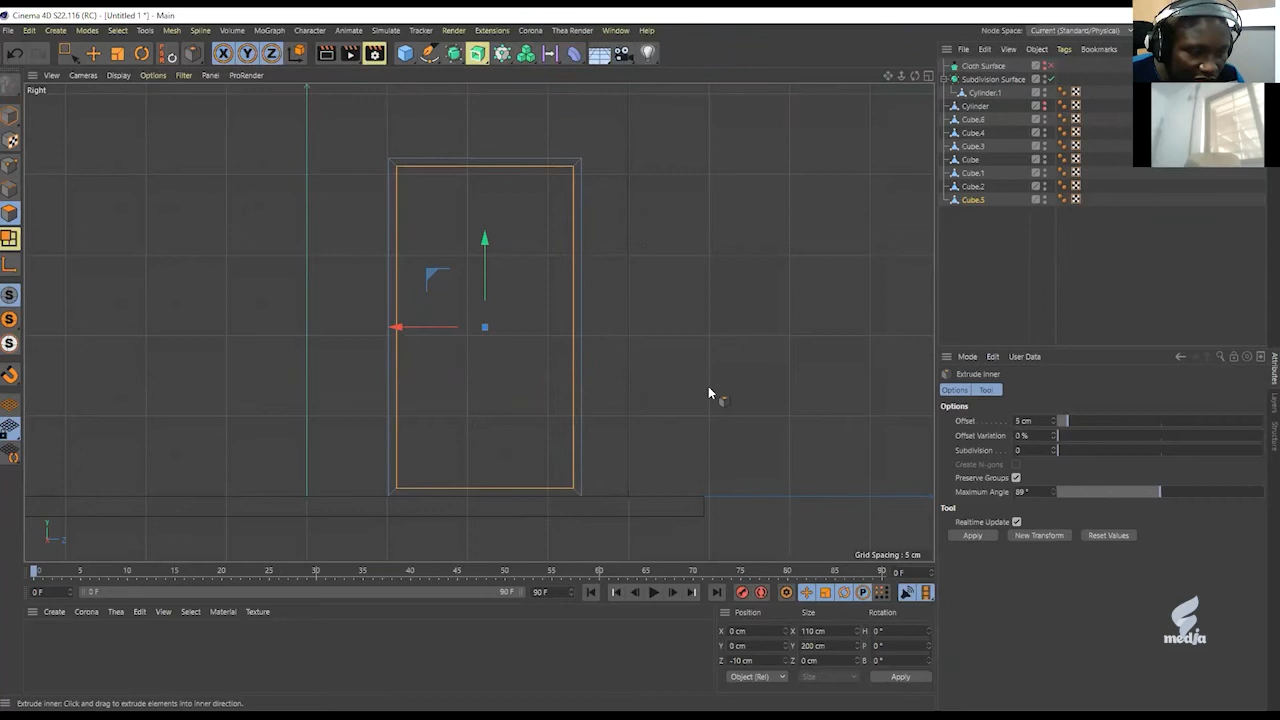 Cinema 4D S22.116 (RC) - [Untitled 1 *] - Main
File Edit Create Modes Select Tools Mesh Spline Volume MoGraph Character Animate Simulate Tracker Render Extensions Corona Thea Render Window Help
Node Space: Current (Standard/Physical)
View Cameras Display Options Filter Panel ProRender
File Edit View Object Tags Bookmarks
Right
Cloth Surface
Subdivision Surface
Cylinder.1
Cylinder
Cube.6
Cube.4
Cube.3
Cube
Cube.1
Cube.2
Cube.5
Mode Edit User Data
Extrude Inner
Options Tool
Options
Offset 5 cm
Offset Variation 0 %
Subdivision 0
Create N-gons
Preserve Groups
Maximum Angle 89 °
Tool
Realtime Update
Apply New Transform Reset Values
Attributes
Layers
Structure
Y
Z
Grid Spacing : 5 cm
0 5 10 15 20 25 30 35 40 45 50 55 60 65 70 75 80 85 90 0 F
0 F 0 F 90 F 90 F
Create Corona Thea Edit View Select Material Texture
Position Size Rotation
X 0 cm X 110 cm H 0 °
Y 0 cm Y 200 cm P 0 °
Z -10 cm Z 0 cm B 0 °
Object (Rel) Size Apply
medja
Extrude Inner: Click and drag to extrude elements into inner direction.